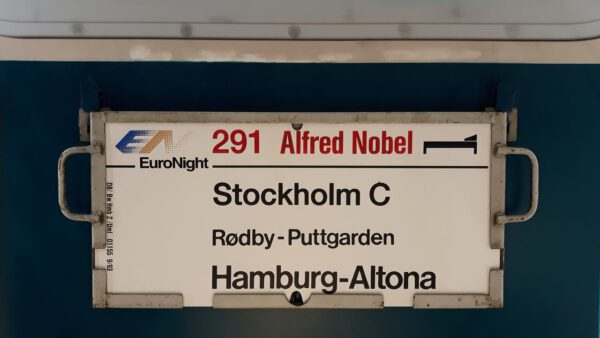 EN 291 Alfred Nobel
EuroNight
Stockholm C
Rødby-Puttgarden
Hamburg-Altona